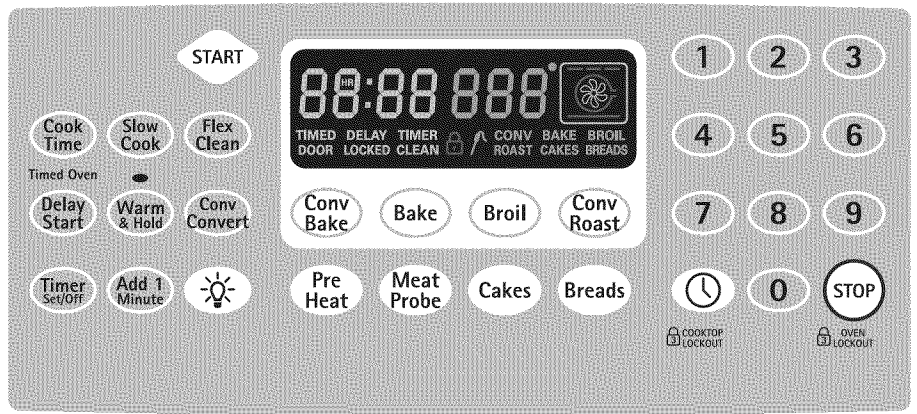 START
88:88 888°
HR
TIMED DELAY TIMER CONV BAKE BROIL
DOOR LOCKED CLEAN ROAST CAKES BREADS
Cook
Time
Slow
Cook
Flex
Clean
Timed Oven
Delay
Start
Warm
& Hold
Conv
Convert
Timer
Set/Off
Add 1
Minute
Conv
Bake
Bake
Broil
Conv
Roast
Pre
Heat
Meat
Probe
Cakes
Breads
1
2
3
4
5
6
7
8
9
0
STOP
3 COOKTOP
LOCKOUT
3 OVEN
LOCKOUT